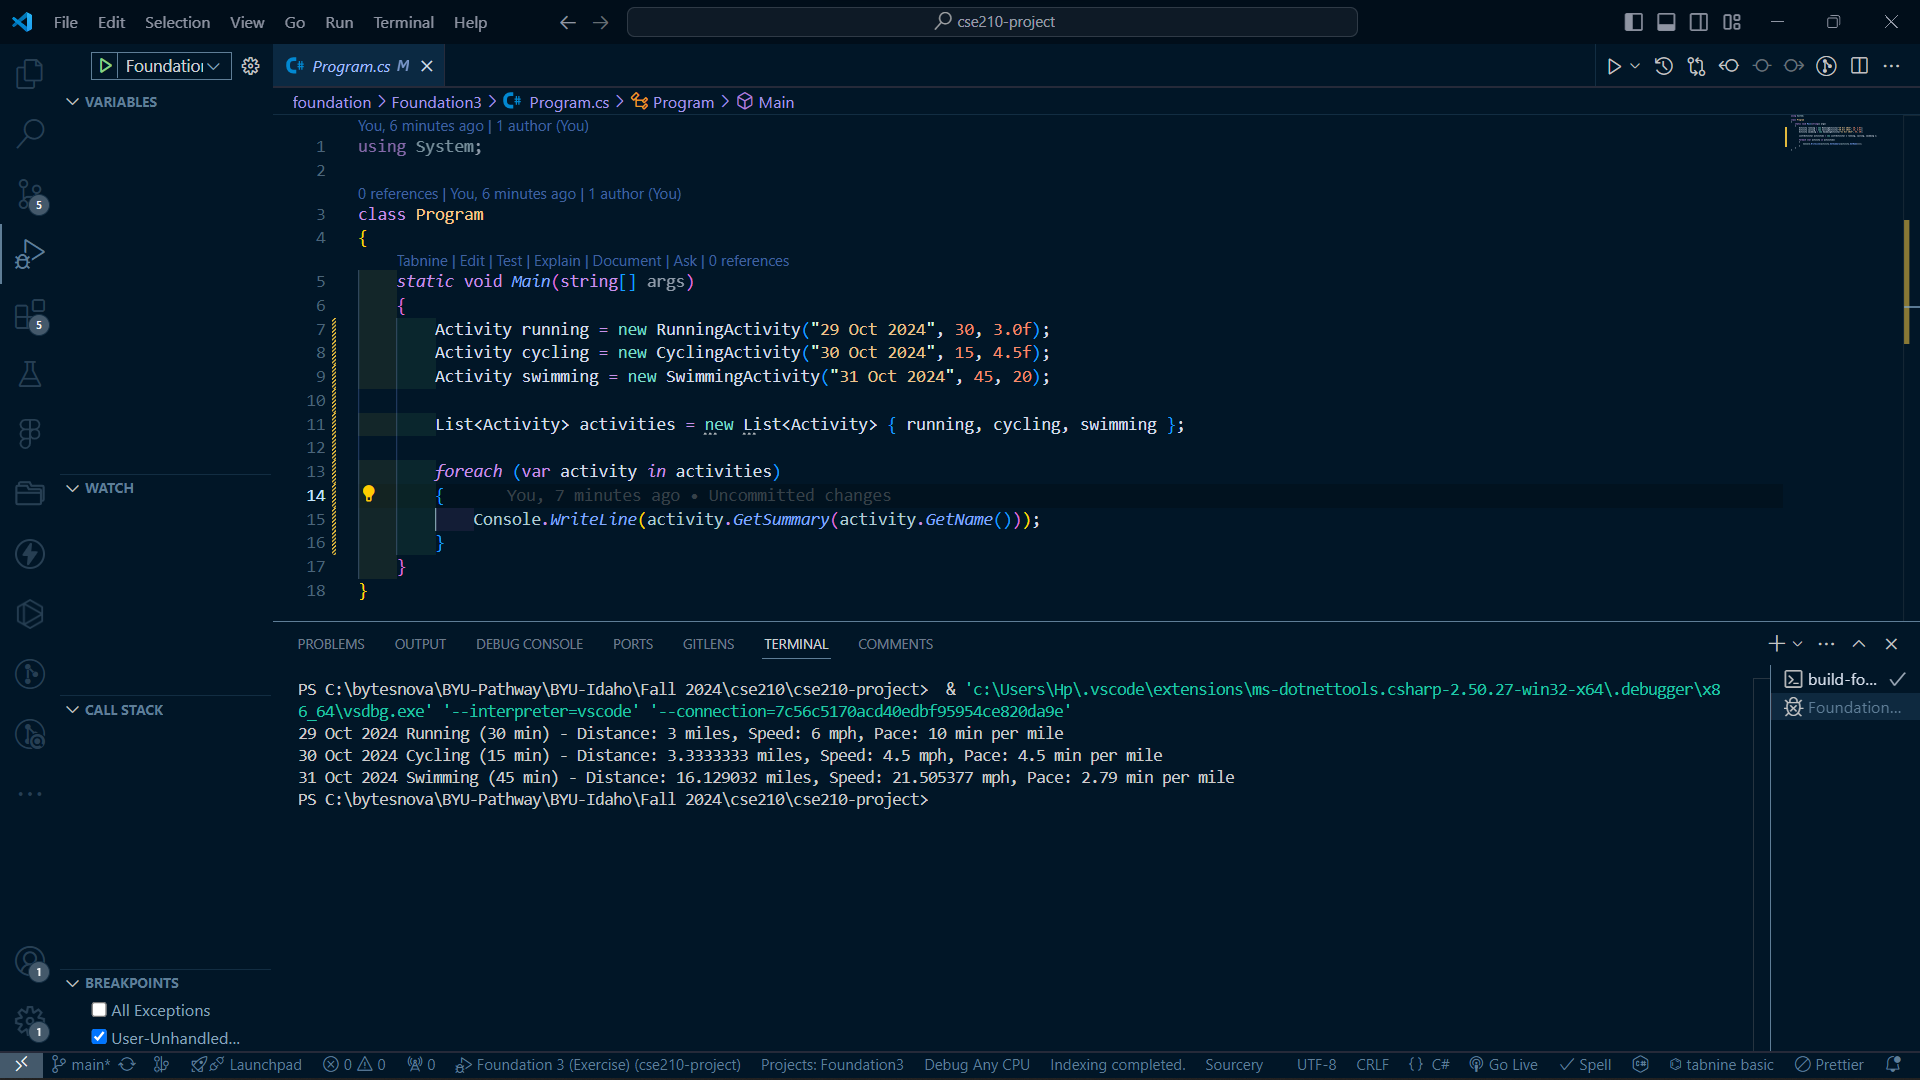 File Edit Selection View Go Run Terminal Help
cse210-project
Foundation
Program.cs M
VARIABLES
foundation Foundation3 Program.cs Program Main
You, 6 minutes ago | 1 author (You)
1 using System;
2
0 references | You, 6 minutes ago | 1 author (You)
3 class Program
4 {
Tabnine | Edit | Test | Explain | Document | Ask | 0 references
5 static void Main(string[] args)
6 {
7 Activity running = new RunningActivity("29 Oct 2024", 30, 3.0f);
8 Activity cycling = new CyclingActivity("30 Oct 2024", 15, 4.5f);
9 Activity swimming = new SwimmingActivity("31 Oct 2024", 45, 20);
10
11 List<Activity> activities = new List<Activity> { running, cycling, swimming };
12
13 foreach (var activity in activities)
14 { You, 7 minutes ago • Uncommitted changes
15 Console.WriteLine(activity.GetSummary(activity.GetName()));
16 }
17 }
18 }
5
5
WATCH
CALL STACK
PROBLEMS OUTPUT DEBUG CONSOLE PORTS GITLENS TERMINAL COMMENTS
PS C:\bytesnova\BYU-Pathway\BYU-Idaho\Fall 2024\cse210\cse210-project> & 'c:\Users\Hp\.vscode\extensions\ms-dotnettools.csharp-2.50.27-win32-x64\.debugger\x8
6_64\vsdbg.exe' '--interpreter=vscode' '--connection=7c56c5170acd40edbf95954ce820da9e'
29 Oct 2024 Running (30 min) - Distance: 3 miles, Speed: 6 mph, Pace: 10 min per mile
30 Oct 2024 Cycling (15 min) - Distance: 3.3333333 miles, Speed: 4.5 mph, Pace: 4.5 min per mile
31 Oct 2024 Swimming (45 min) - Distance: 16.129032 miles, Speed: 21.505377 mph, Pace: 2.79 min per mile
PS C:\bytesnova\BYU-Pathway\BYU-Idaho\Fall 2024\cse210\cse210-project>
build-fo...
Foundation...
1
1
BREAKPOINTS
All Exceptions
User-Unhandled...
main* Launchpad 0 0 0 Foundation 3 (Exercise) (cse210-project) Projects: Foundation3 Debug Any CPU Indexing completed. Sourcery UTF-8 CRLF {} C# Go Live Spell tabnine basic Prettier